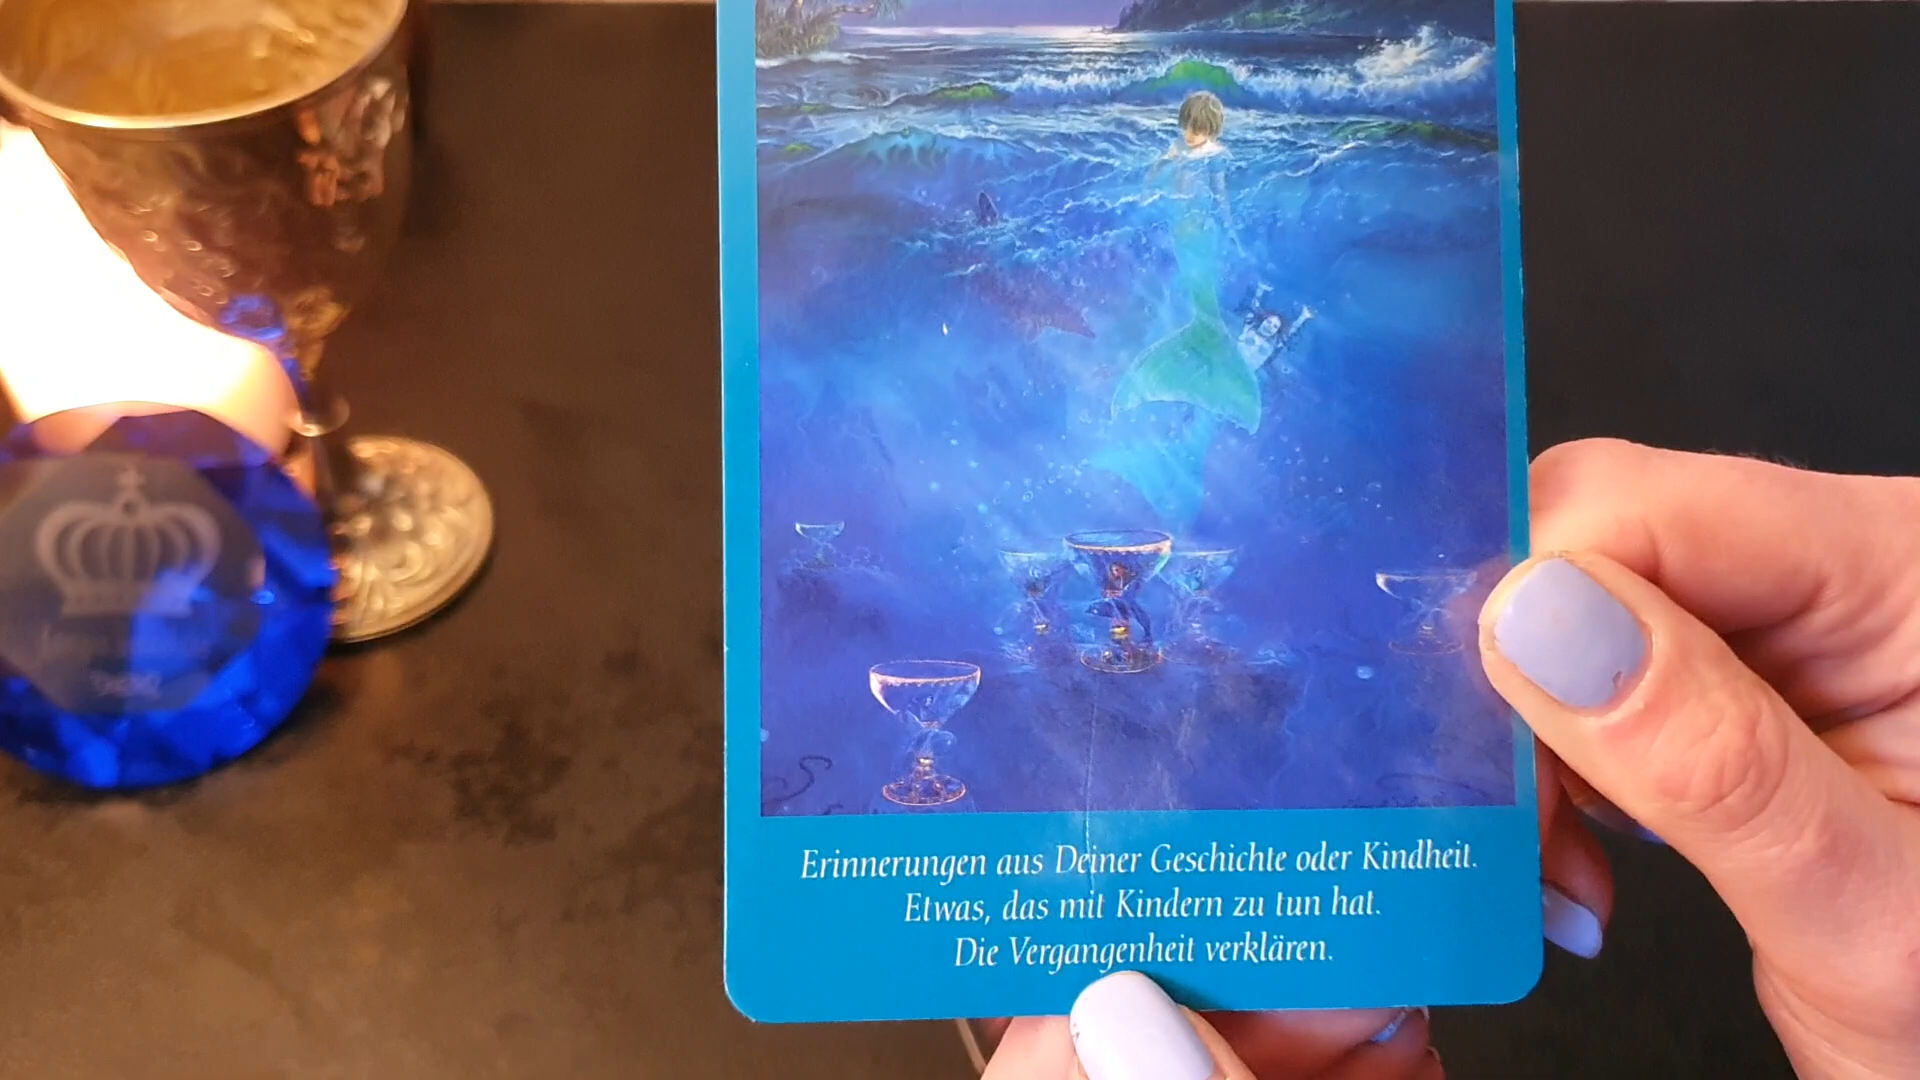 Erinnerungen aus Deiner Geschichte oder Kindheit.
Etwas, das mit Kindern zu tun hat.
Die Vergangenheit verklären.